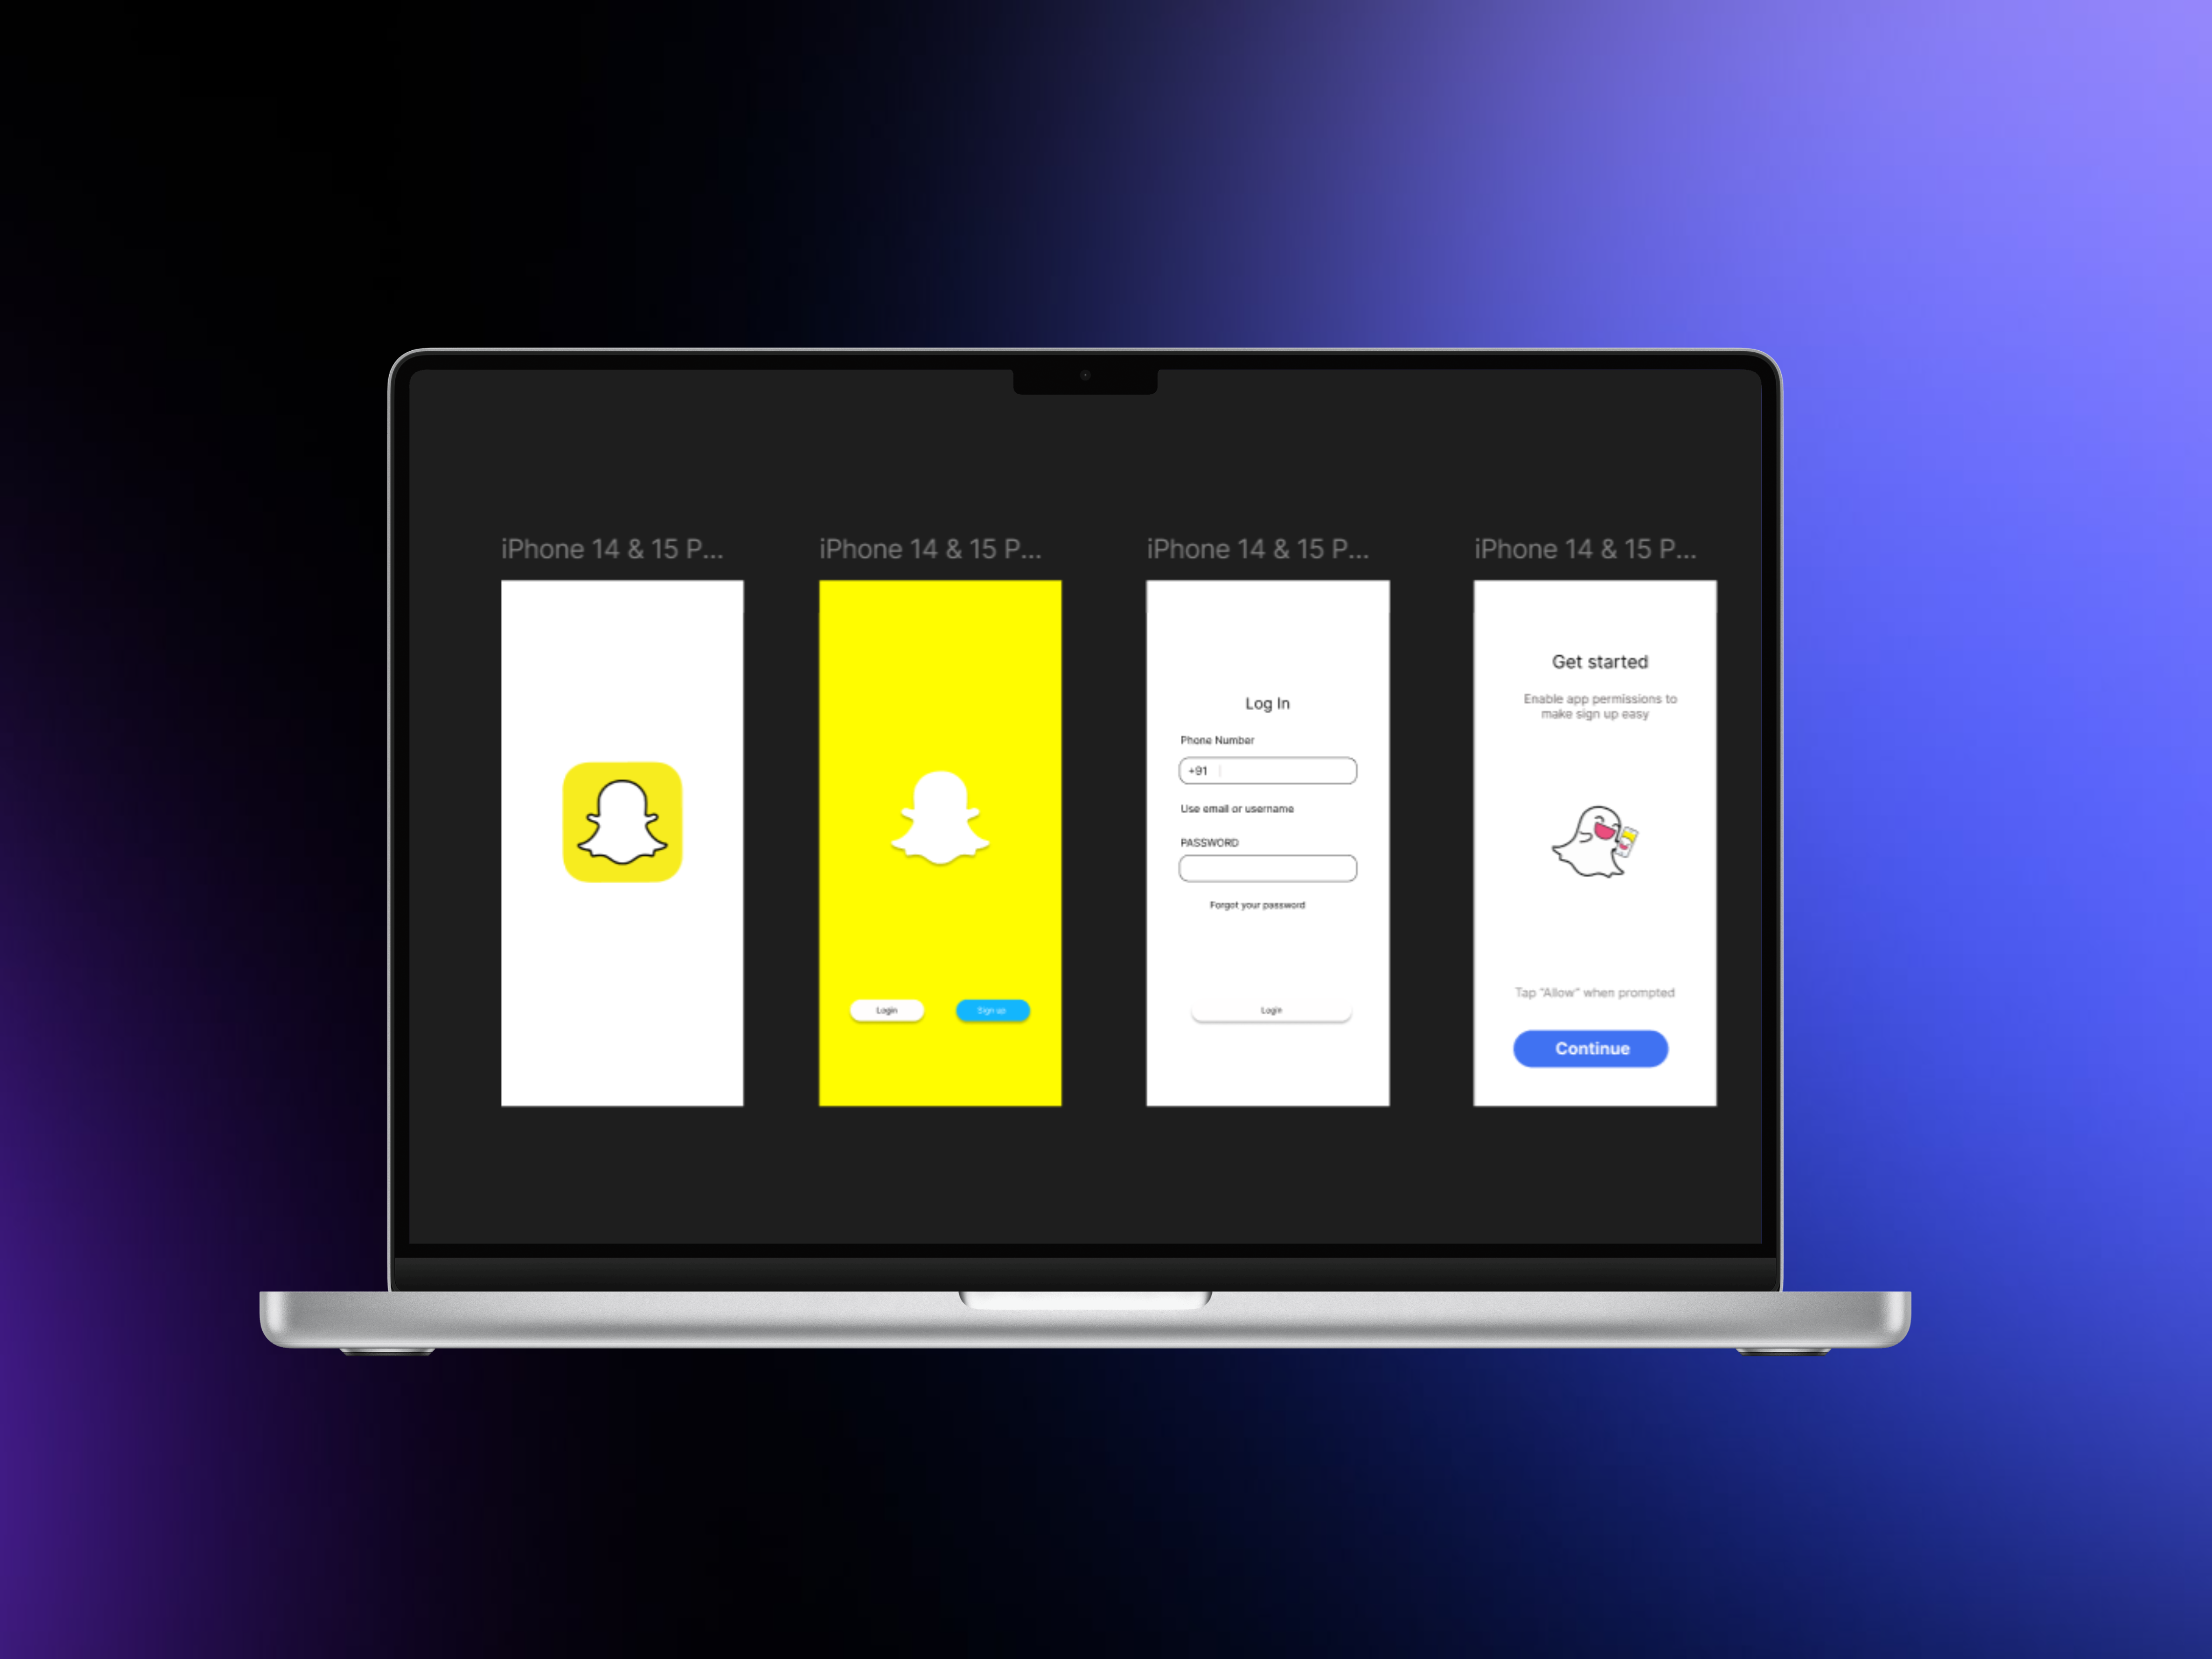 iPhone 14 & 15 P...
iPhone 14 & 15 P...
iPhone 14 & 15 P...
iPhone 14 & 15 P...
Login
Sign up
Log In
Phone Number
+91
Use email or username
PASSWORD
Forgot your password
Login
Get started
Enable app permissions to
make sign up easy
Tap "Allow" when prompted
Continue